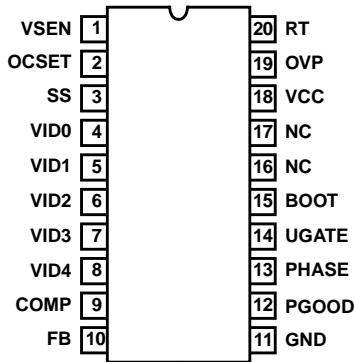 VSEN 1 20 RT
OCSET 2 19 OVP
SS 3 18 VCC
VID0 4 17 NC
VID1 5 16 NC
VID2 6 15 BOOT
VID3 7 14 UGATE
VID4 8 13 PHASE
COMP 9 12 PGOOD
FB 10 11 GND